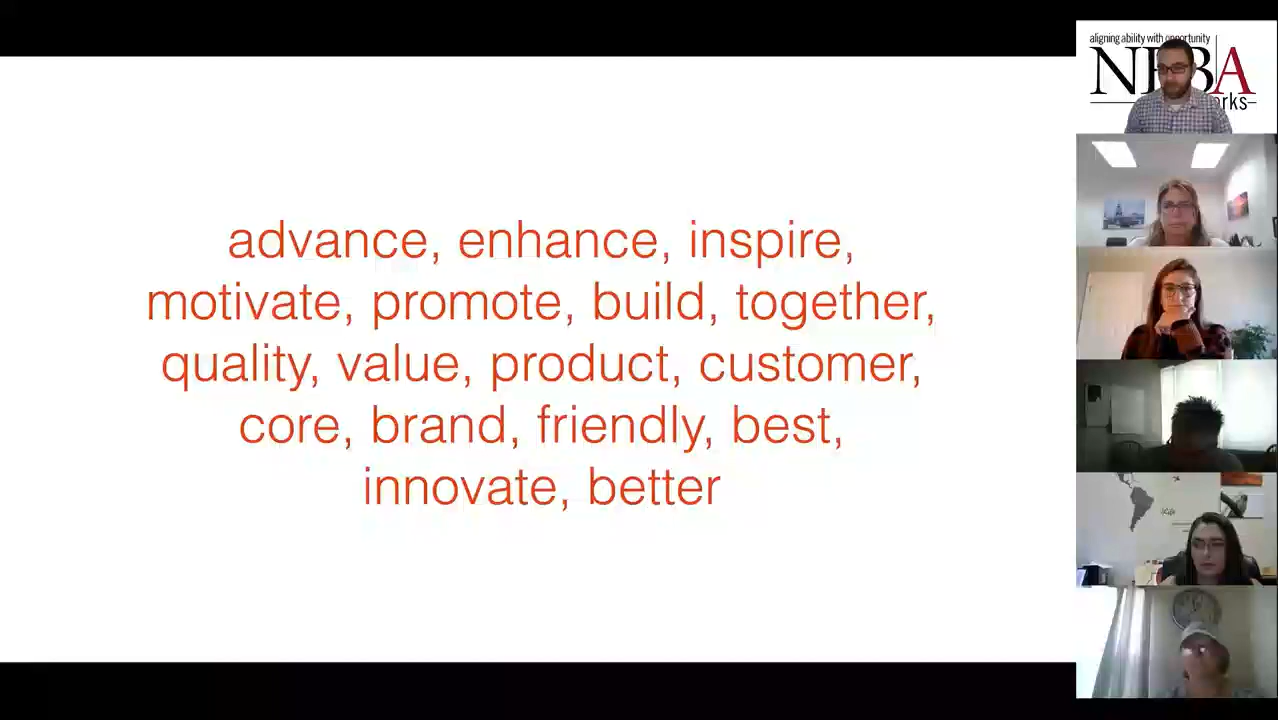 advance, enhance, inspire,
motivate, promote, build, together,
quality, value, product, customer,
core, brand, friendly, best,
innovate, better
aligning ability with opportunity